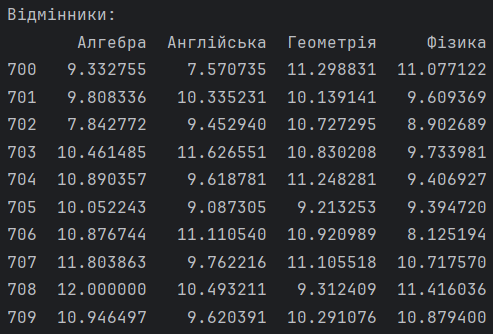 Відмінники:
Алгебра Англійська Геометрія Фізика
700 9.332755 7.570735 11.298831 11.077122
701 9.808336 10.335231 10.139141 9.609369
702 7.842772 9.452940 10.727295 8.902689
703 10.461485 11.626551 10.830208 9.733981
704 10.890357 9.618781 11.248281 9.406927
705 10.052243 9.087305 9.213253 9.394720
706 10.876744 11.110540 10.920989 8.125194
707 11.803863 9.762216 11.105518 10.717570
708 12.000000 10.493211 9.312409 11.416036
709 10.946497 9.620391 10.291076 10.879400